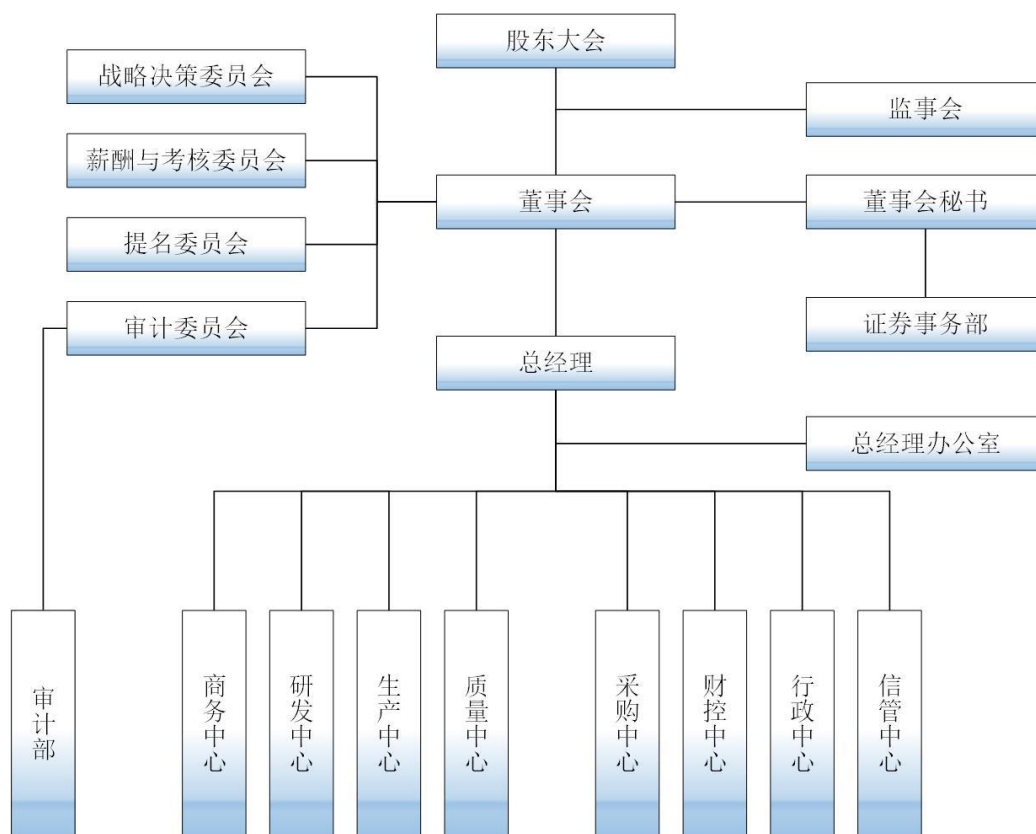 股东大会
战略决策委员会
监事会
薪酬与考核委员会
董事会
董事会秘书
提名委员会
审计委员会
证券事务部
总经理
总经理办公室
审计部
商务中心
研发中心
生产中心
质量中心
采购中心
财控中心
行政中心
信管中心